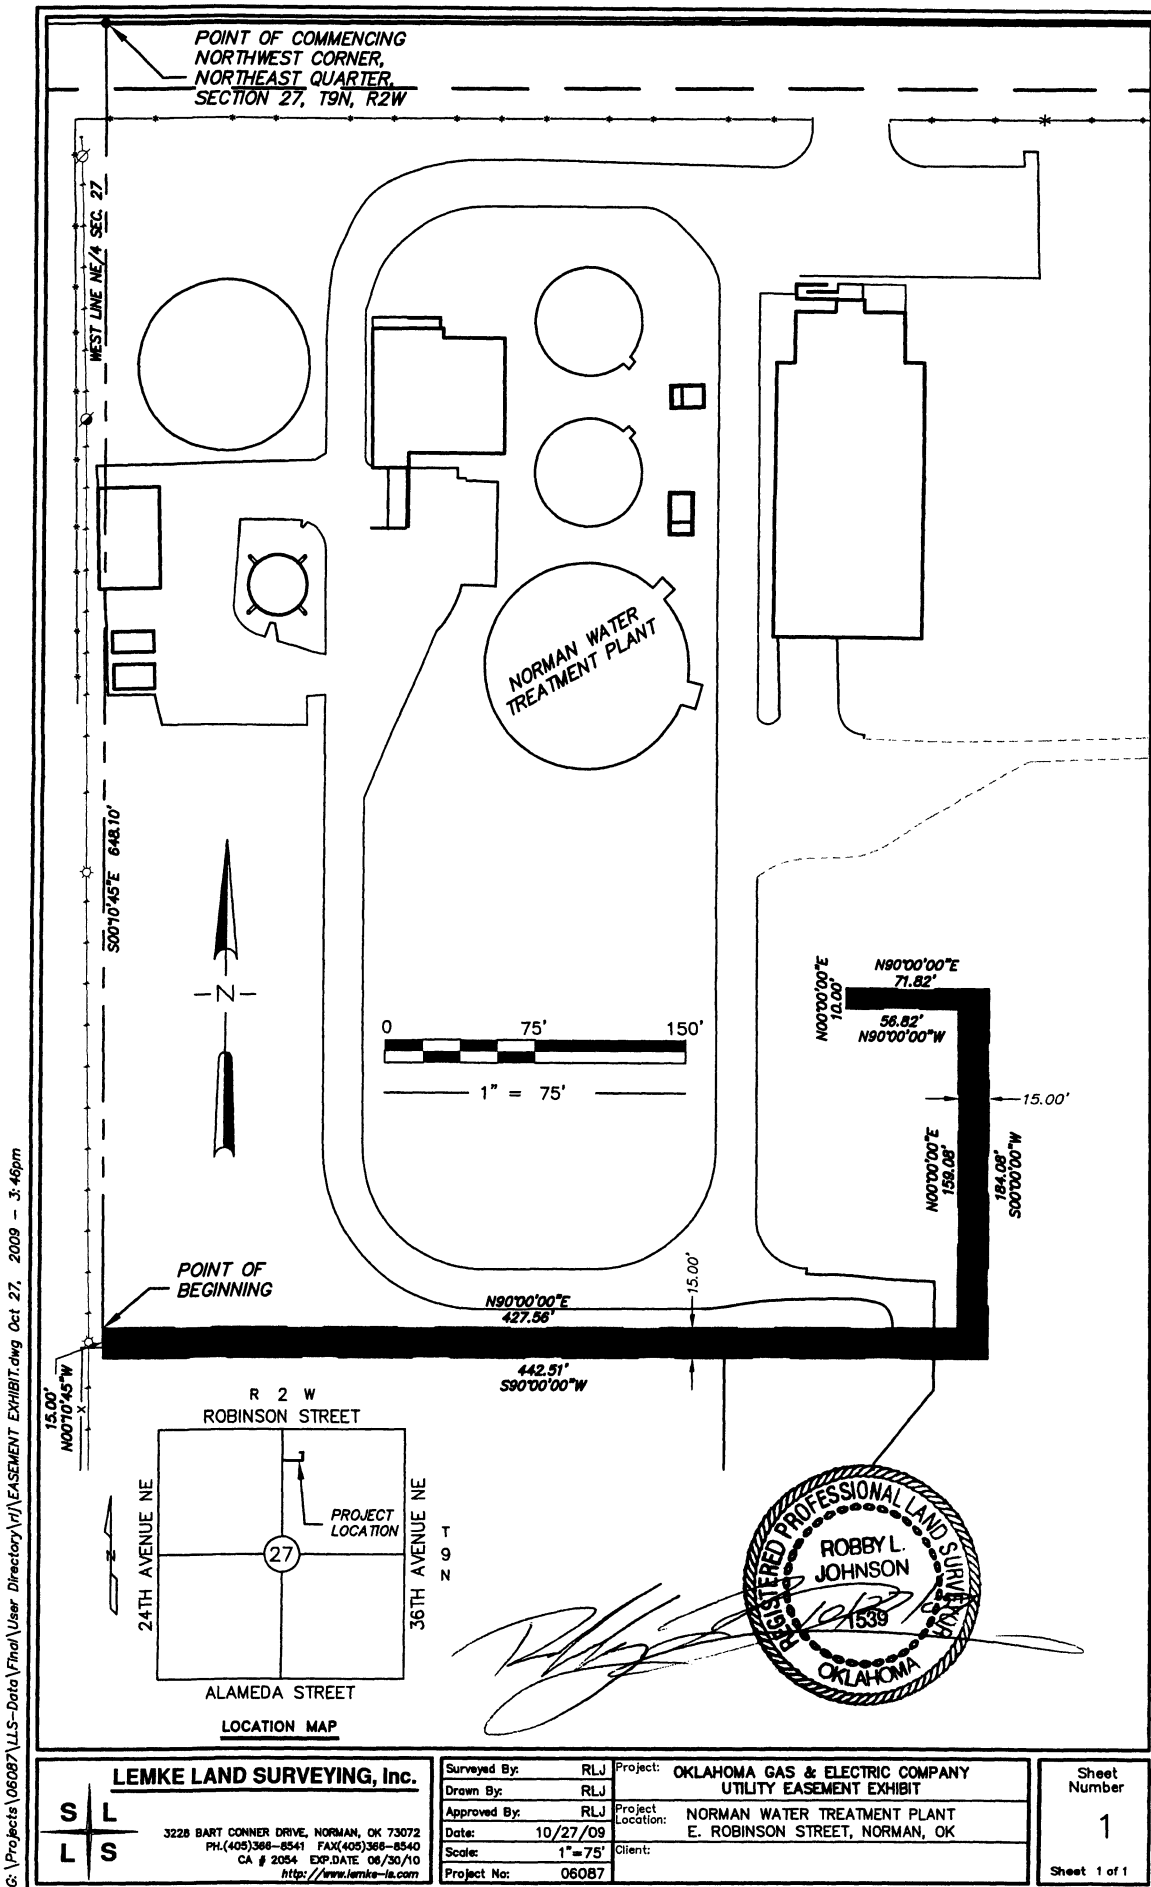 POINT OF COMMENCING
NORTHWEST CORNER,
NORTHEAST QUARTER,
SECTION 27, T9N, R2W
WEST LINE NE/4 SEC. 27
S00°10'45"E 648.10'
NORMAN WATER
TREATMENT PLANT
N
0 75' 150'
1" = 75'
N90°00'00"E
71.82'
N00°00'00"E
10.00'
56.82'
N90°00'00"W
15.00'
N00°00'00"E
159.08'
184.08'
S00°00'00"W
POINT OF
BEGINNING
N90°00'00"E
427.56'
15.00'
442.51'
S90°00'00"W
15.00'
N00°10'45"W
X
R 2 W
ROBINSON STREET
24TH AVENUE NE
36TH AVENUE NE
T
9
N
PROJECT
LOCATION
27
N
ALAMEDA STREET
LOCATION MAP
REGISTERED PROFESSIONAL LAND SURVEYOR
ROBBY L.
JOHNSON
1539
OKLAHOMA
G:\Projects\06087\LLS-Data\Final\User Directory\rlj\EASEMENT EXHIBIT.dwg Oct 27, 2009 - 3:46pm
S L
L S
LEMKE LAND SURVEYING, Inc.
3226 BART CONNER DRIVE, NORMAN, OK 73072
PH.(405)366-8541 FAX(405)366-8540
CA # 2054 EXP.DATE 06/30/10
http://www.lemke-ls.com
Surveyed By: RLJ
Drawn By: RLJ
Approved By: RLJ
Date: 10/27/09
Scale: 1"=75'
Project No: 06087
Project: OKLAHOMA GAS & ELECTRIC COMPANY
UTILITY EASEMENT EXHIBIT
Project
Location: NORMAN WATER TREATMENT PLANT
E. ROBINSON STREET, NORMAN, OK
Client:
Sheet
Number
1
Sheet 1 of 1